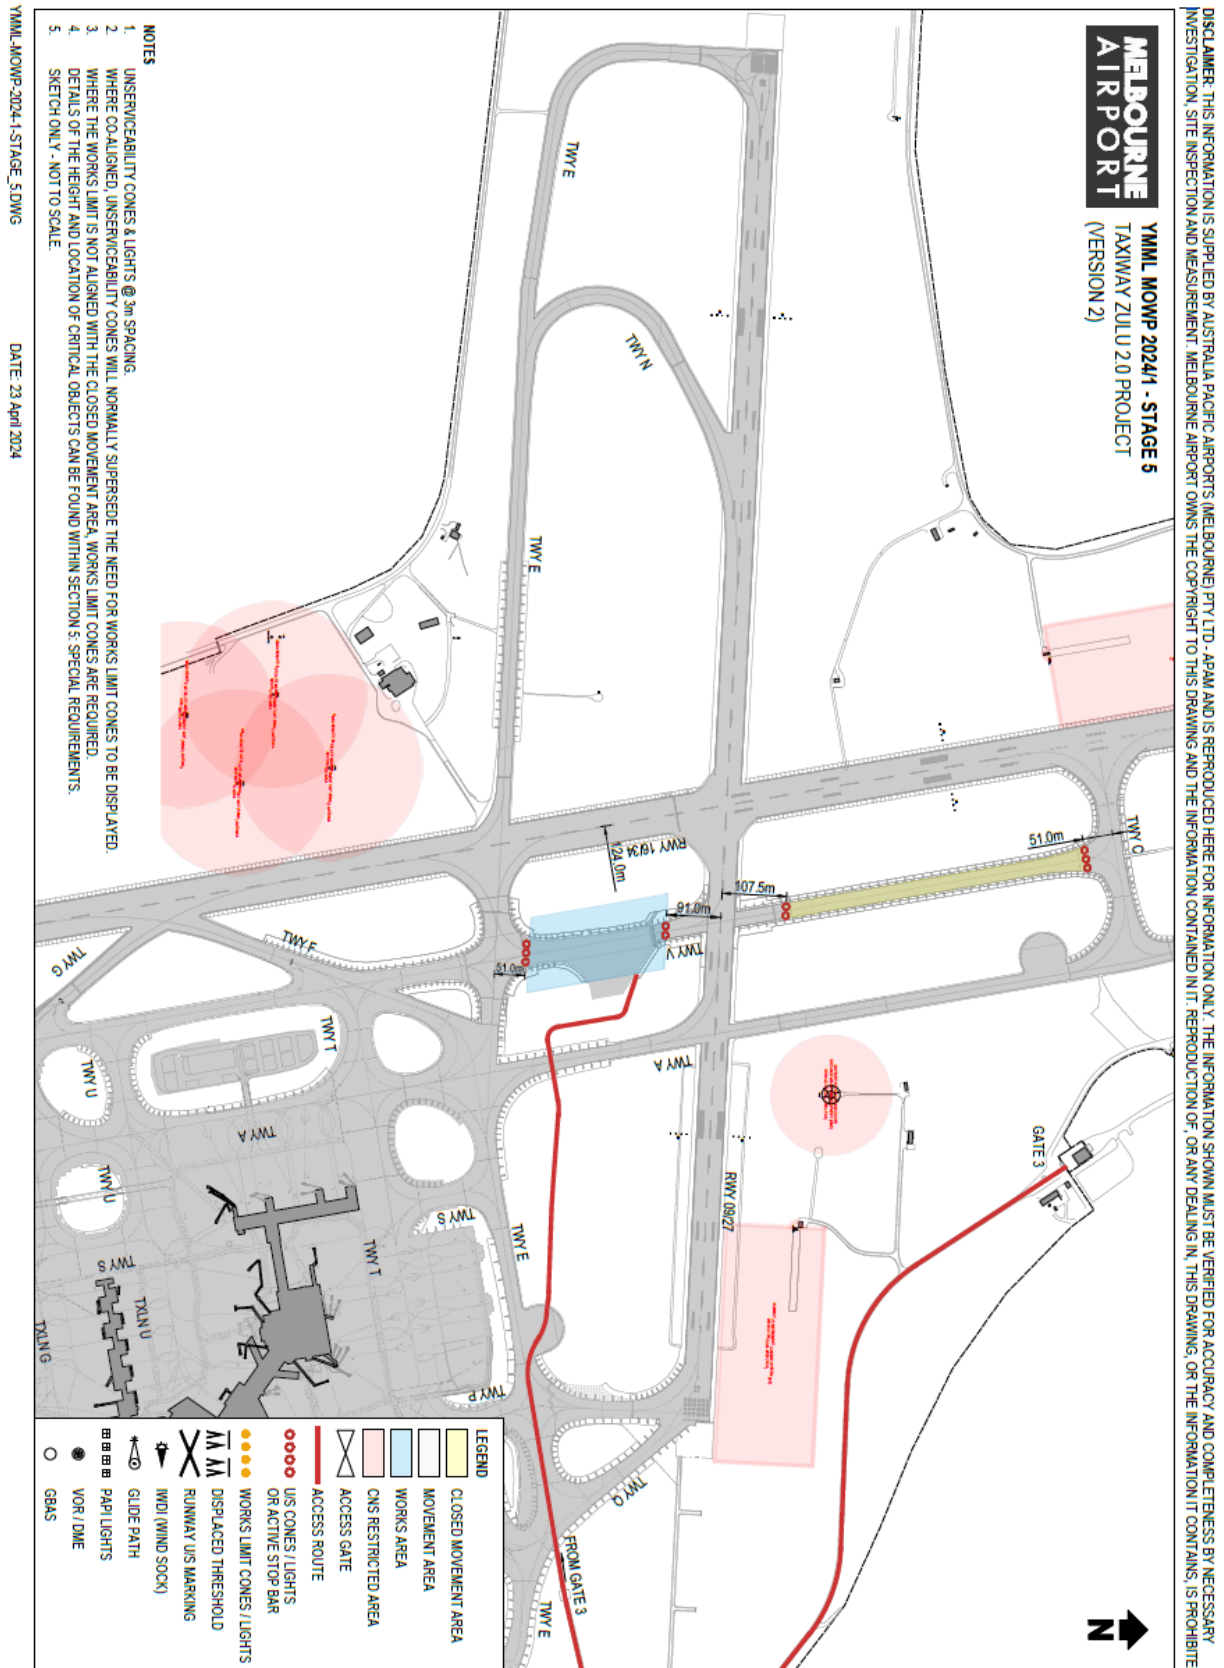 DISCLAIMER: THIS INFORMATION IS SUPPLIED BY AUSTRALIA PACIFIC AIRPORTS (MELBOURNE) PTY LTD - APAM AND IS REPRODUCED HERE FOR INFORMATION ONLY. THE INFORMATION SHOWN MUST BE VERIFIED FOR ACCURACY AND COMPLETENESS BY NECESSARY
INVESTIGATION, SITE INSPECTION AND MEASUREMENT. MELBOURNE AIRPORT OWNS THE COPYRIGHT TO THIS DRAWING AND THE INFORMATION CONTAINED IN IT. REPRODUCTION OF, OR ANY DEALING IN, THIS DRAWING, OR THE INFORMATION IT CONTAINS, IS PROHIBITE
MELBOURNE
AIRPORT
YMML MOWP 2024/1 - STAGE 5
TAXIWAY ZULU 2.0 PROJECT
(VERSION 2)
N
TWY E
TWY N
TWY E
TWY C
51.0m
107.5m
91.0m
RWY 16/34
124.0m
TWY V
51.0m
TWY F
TWY G
TWY T
TWY U
TWY A
TWY A
TWY U
TWY S
TWY T
TWY S
TWY E
RWY 09/27
GATE 3
TXLN U
TXLN G
TWY P
TWY Q
FROM GATE 3
TWY E
LEGEND
CLOSED MOVEMENT AREA
MOVEMENT AREA
WORKS AREA
CNS RESTRICTED AREA
ACCESS GATE
ACCESS ROUTE
U/S CONES / LIGHTS
OR ACTIVE STOP BAR
WORKS LIMIT CONES / LIGHTS
DISPLACED THRESHOLD
RUNWAY U/S MARKING
IWDI (WIND SOCK)
GLIDE PATH
PAPI LIGHTS
VOR / DME
GBAS
NOTES
1. UNSERVICEABILITY CONES & LIGHTS @ 3m SPACING.
2. WHERE CO-ALIGNED, UNSERVICEABILITY CONES WILL NORMALLY SUPERSEDE THE NEED FOR WORKS LIMIT CONES TO BE DISPLAYED.
3. WHERE THE WORKS LIMIT IS NOT ALIGNED WITH THE CLOSED MOVEMENT AREA, WORKS LIMIT CONES ARE REQUIRED.
4. DETAILS OF THE HEIGHT AND LOCATION OF CRITICAL OBJECTS CAN BE FOUND WITHIN SECTION 5: SPECIAL REQUIREMENTS.
5. SKETCH ONLY - NOT TO SCALE.
YMML-MOWP-2024-1-STAGE_5.DWG
DATE: 23 April 2024